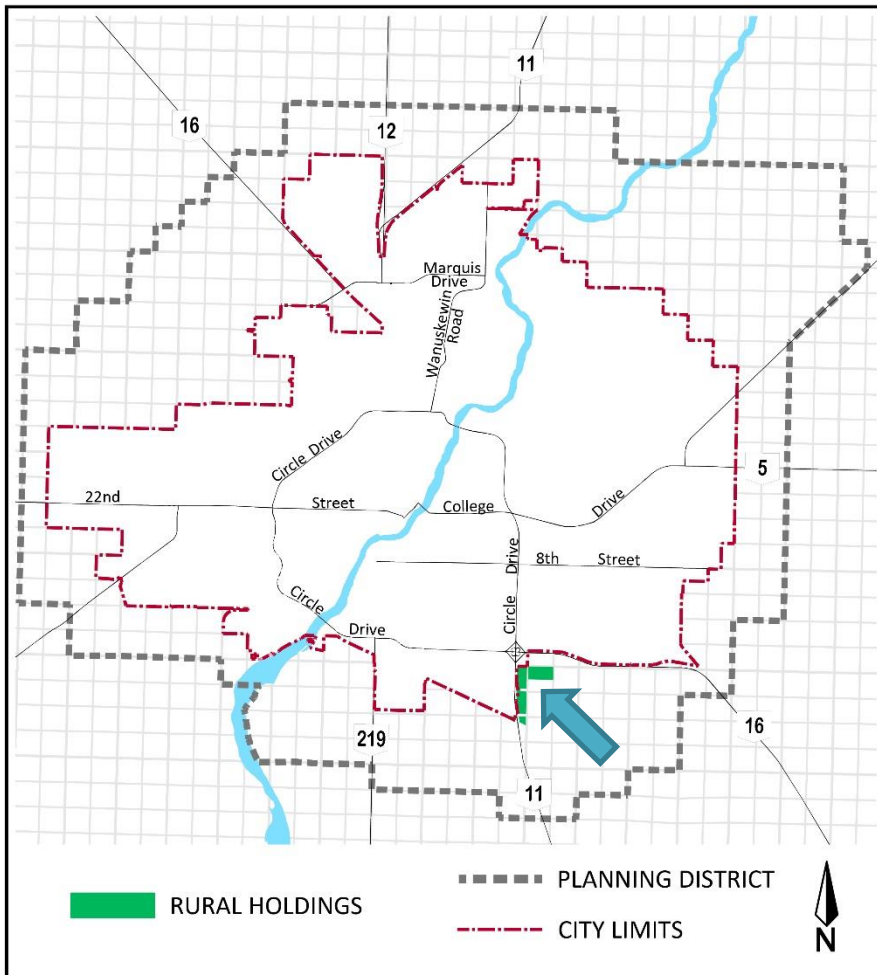 11
16
12
Marquis
Drive
Wanuskewin
Road
Circle Drive
5
22nd Street College Drive
Drive
8th Street
Circle
Circle
Drive
16
219
11
RURAL HOLDINGS
PLANNING DISTRICT
CITY LIMITS
N